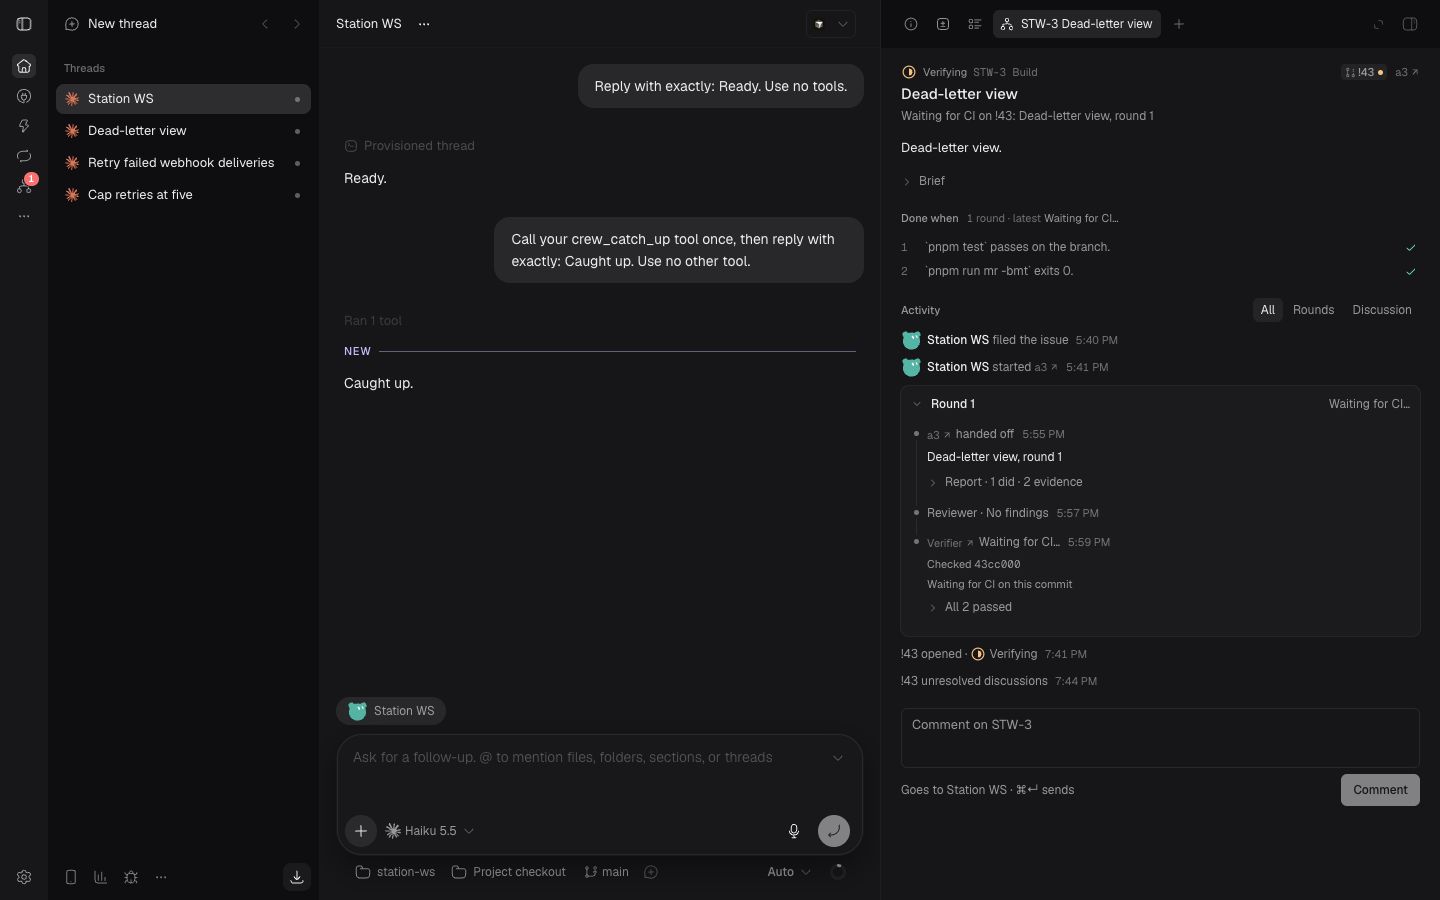 New thread
Threads
Station WS
Dead-letter view
Retry failed webhook deliveries
Cap retries at five
1
Station WS
Reply with exactly: Ready. Use no tools.
Provisioned thread
Ready.
Call your crew_catch_up tool once, then reply with
exactly: Caught up. Use no other tool.
Ran 1 tool
NEW
Caught up.
Station WS
Ask for a follow-up. @ to mention files, folders, sections, or threads
Haiku 5.5
station-ws
Project checkout
main
Auto
STW-3 Dead-letter view
Verifying STW-3 Build
!43
a3 ↗
Dead-letter view
Waiting for CI on !43: Dead-letter view, round 1
Dead-letter view.
Brief
Done when 1 round · latest Waiting for CI…
1 `pnpm test` passes on the branch.
2 `pnpm run mr -bmt` exits 0.
Activity
All
Rounds
Discussion
Station WS filed the issue 5:40 PM
Station WS started a3 ↗ 5:41 PM
Round 1
Waiting for CI…
a3 ↗ handed off 5:55 PM
Dead-letter view, round 1
Report · 1 did · 2 evidence
Reviewer · No findings 5:57 PM
Verifier ↗ Waiting for CI… 5:59 PM
Checked 43cc000
Waiting for CI on this commit
All 2 passed
!43 opened · Verifying 7:41 PM
!43 unresolved discussions 7:44 PM
Comment on STW-3
Goes to Station WS · ⌘↵ sends
Comment